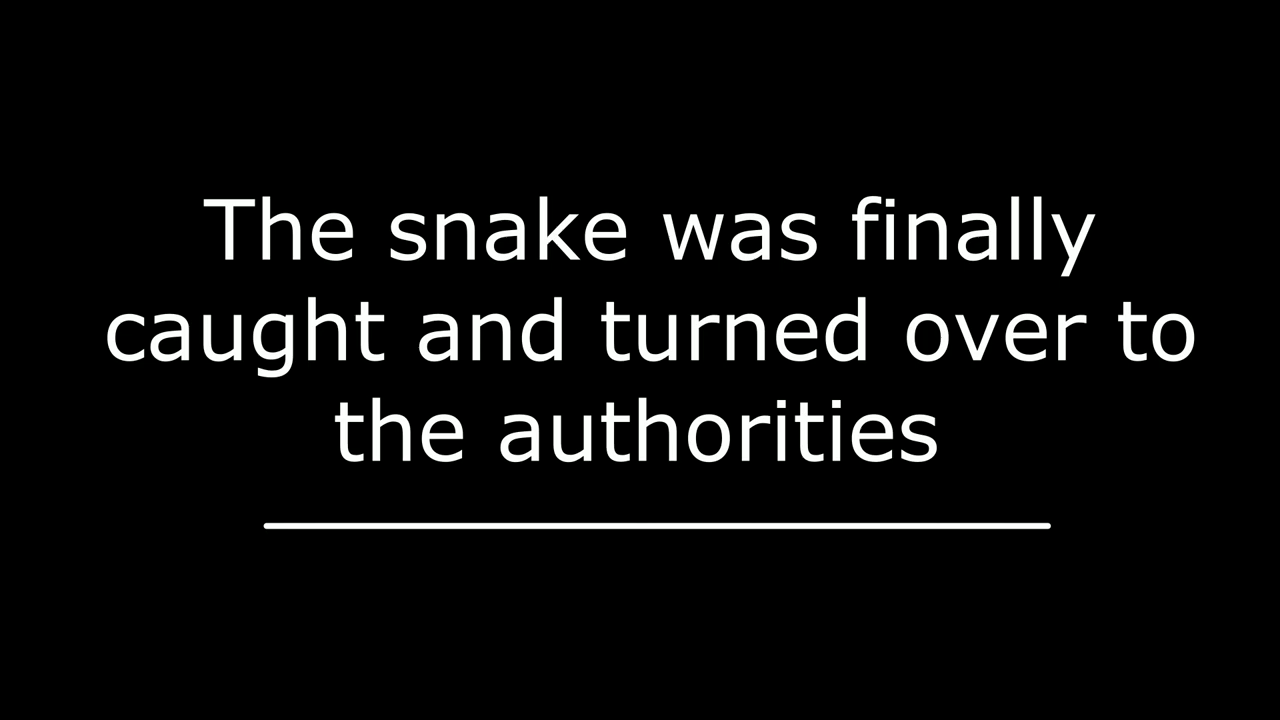 The snake was finally
caught and turned over to
the authorities